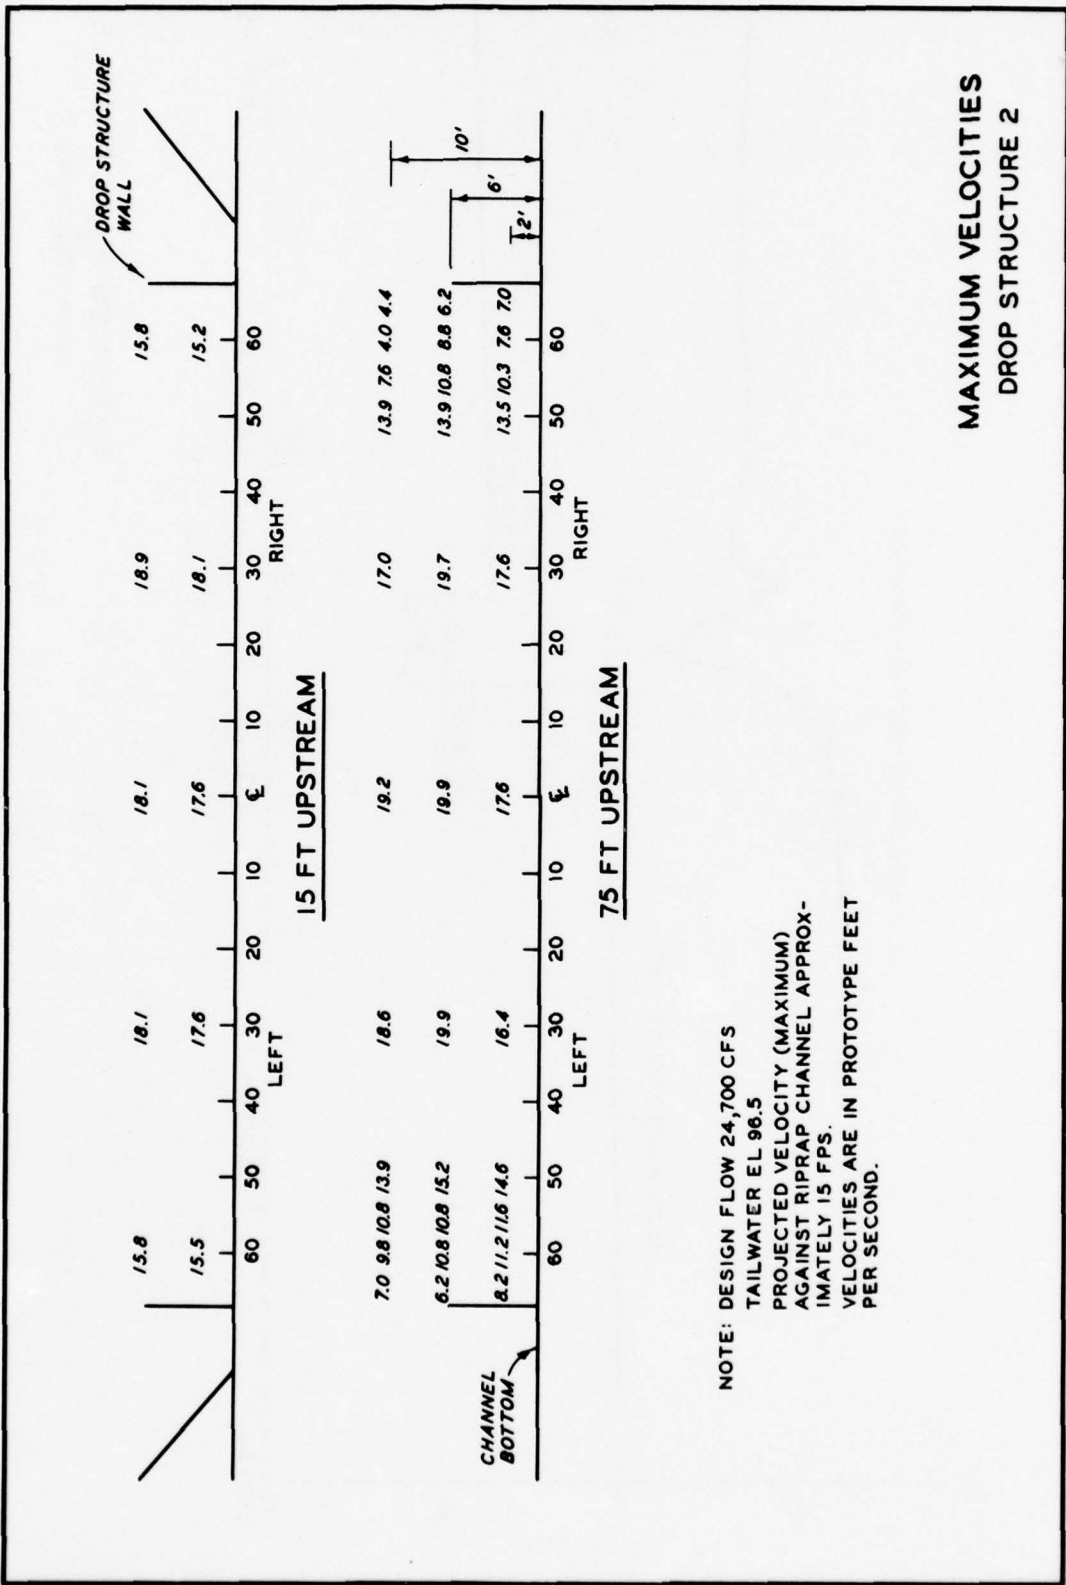 DROP STRUCTURE
WALL
15.8 18.1 18.1 18.9 15.8
15.5 17.6 17.6 18.1 15.2
60 50 40 30 20 10 ℄ 10 20 30 40 50 60
LEFT RIGHT
15 FT UPSTREAM
7.0 9.8 10.8 13.9 18.6 19.2 17.0 13.9 7.6 4.0 4.4
6.2 10.8 10.8 15.2 19.9 19.9 19.7 13.9 10.8 8.8 6.2
8.2 11.2 11.6 14.6 16.4 17.6 17.6 13.5 10.3 7.6 7.0
2' 6' 10'
CHANNEL
BOTTOM
60 50 40 30 20 10 ℄ 10 20 30 40 50 60
LEFT RIGHT
75 FT UPSTREAM
NOTE: DESIGN FLOW 24,700 CFS
TAILWATER EL 96.5
PROJECTED VELOCITY (MAXIMUM)
AGAINST RIPRAP CHANNEL APPROX-
IMATELY 15 FPS.
VELOCITIES ARE IN PROTOTYPE FEET
PER SECOND.
MAXIMUM VELOCITIES
DROP STRUCTURE 2